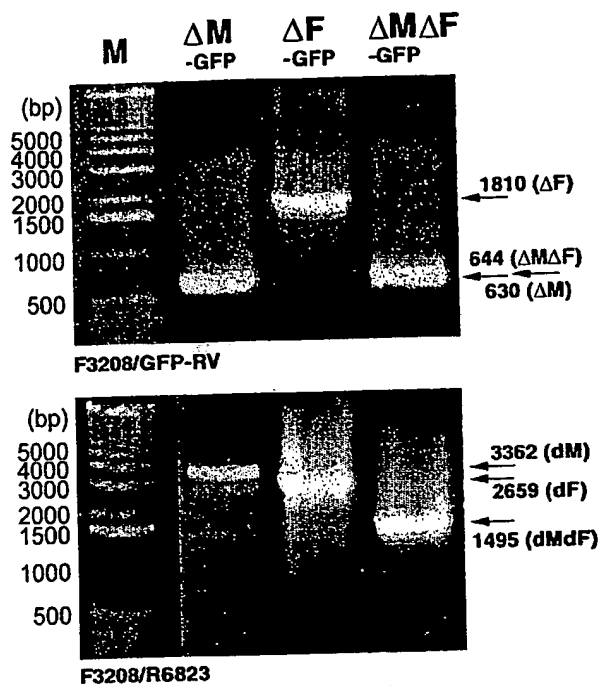 M ΔM ΔF ΔMΔF
-GFP -GFP -GFP
(bp)
5000
4000
3000
2000
1500
1000
500
1810 (ΔF)
644 (ΔMΔF)
630 (ΔM)
F3208/GFP-RV
(bp)
5000
4000
3000
2000
1500
1000
500
3362 (dM)
2659 (dF)
1495 (dMdF)
F3208/R6823